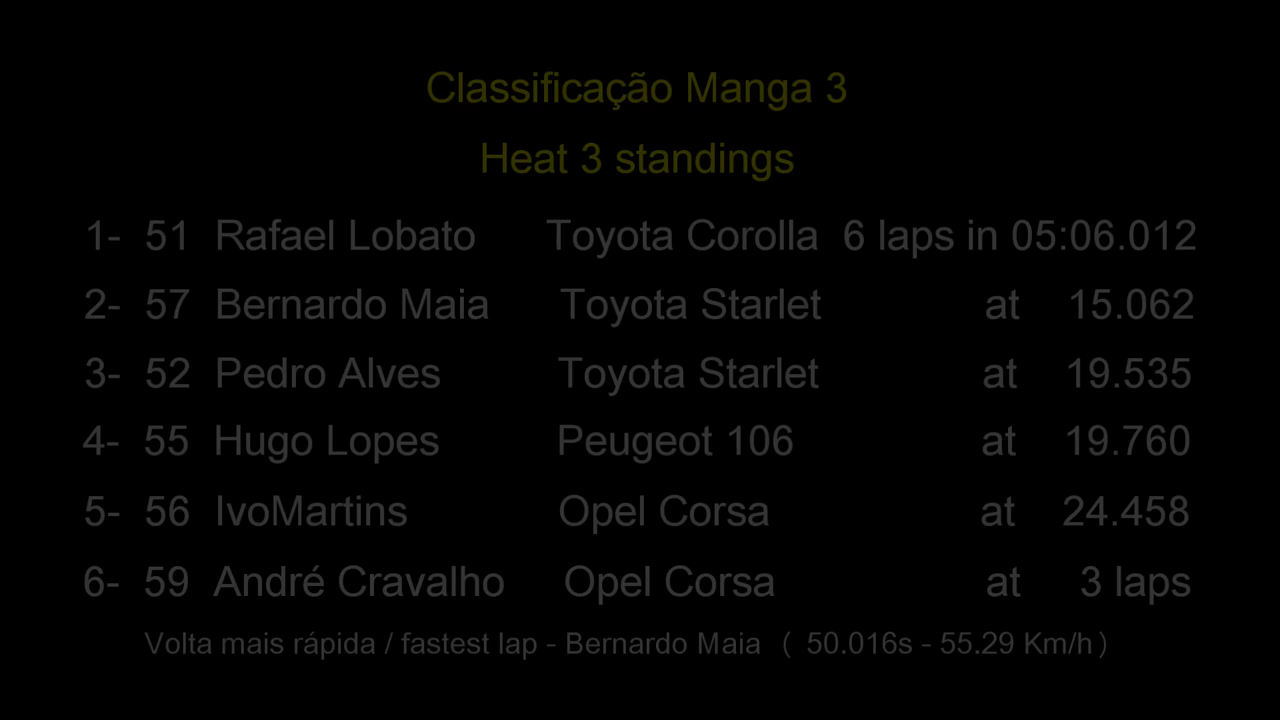 Classificação Manga 3
Heat 3 standings
1- 51 Rafael Lobato Toyota Corolla 6 laps in 05:06.012
2- 57 Bernardo Maia Toyota Starlet at 15.062
3- 52 Pedro Alves Toyota Starlet at 19.535
4- 55 Hugo Lopes Peugeot 106 at 19.760
5- 56 IvoMartins Opel Corsa at 24.458
6- 59 André Cravalho Opel Corsa at 3 laps
Volta mais rápida / fastest lap - Bernardo Maia ( 50.016s - 55.29 Km/h)